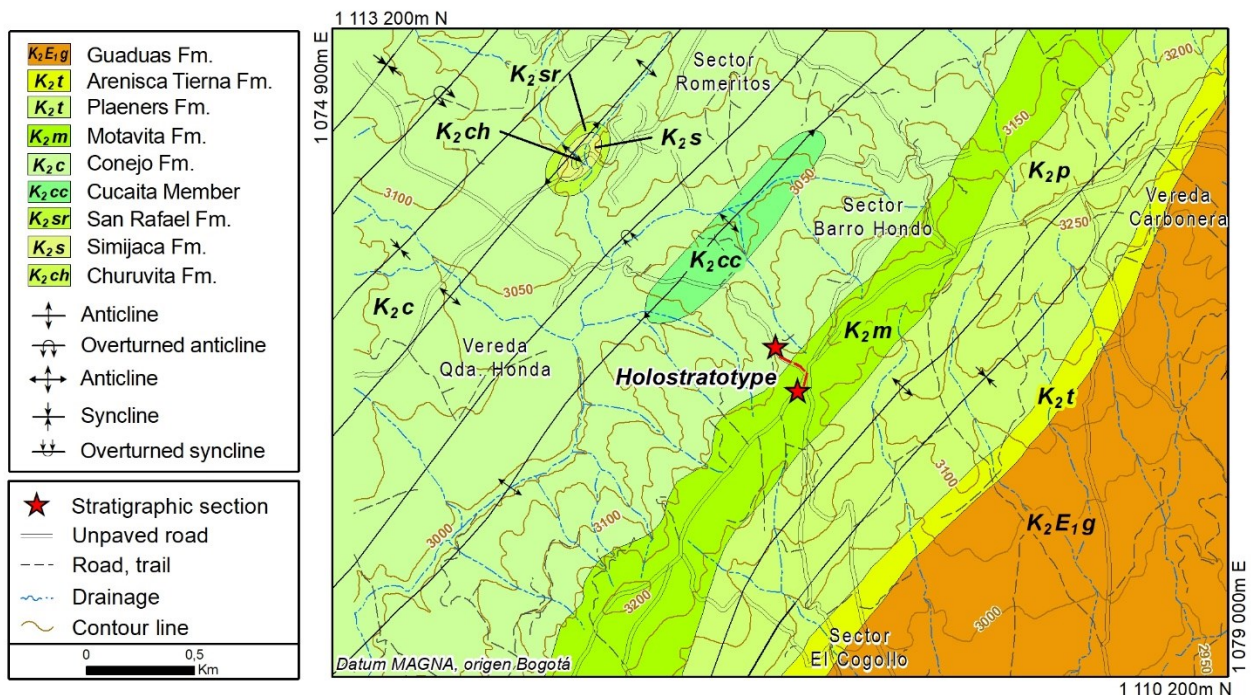 K2E1g Guaduas Fm.
K2t Arenisca Tierna Fm.
K2t Plaeners Fm.
K2m Motavita Fm.
K2c Conejo Fm.
K2cc Cucaita Member
K2sr San Rafael Fm.
K2s Simijaca Fm.
K2ch Churuvita Fm.
Anticline
Overturned anticline
Anticline
Syncline
Overturned syncline
Stratigraphic section
Unpaved road
Road, trail
Drainage
Contour line
0 0,5
Km
1 113 200m N
1 074 900m E
Sector
Romeritos
K2sr
K2ch
K2s
3200
3150
K2p
3100
3050
Sector
Barro Hondo
Vereda
Carbonera
3250
K2cc
3050
K2c
Vereda
Qda. Honda
K2m
Holostratotype
K2t
3100
3000
3100
K2E1g
3200
3000
Sector
El Cogollo
2950
Datum MAGNA, origen Bogotá
1 079 000m E
1 110 200m N